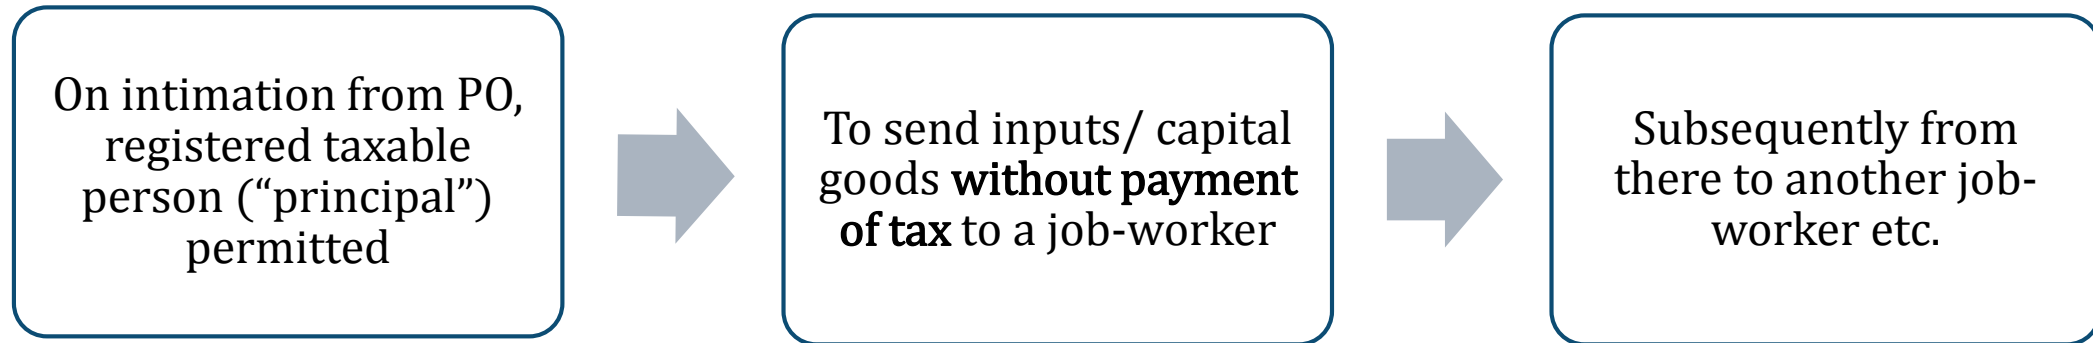 On intimation from PO,
registered taxable
person (“principal”)
permitted
To send inputs/ capital
goods without payment
of tax to a job-worker
Subsequently from
there to another job-
worker etc.